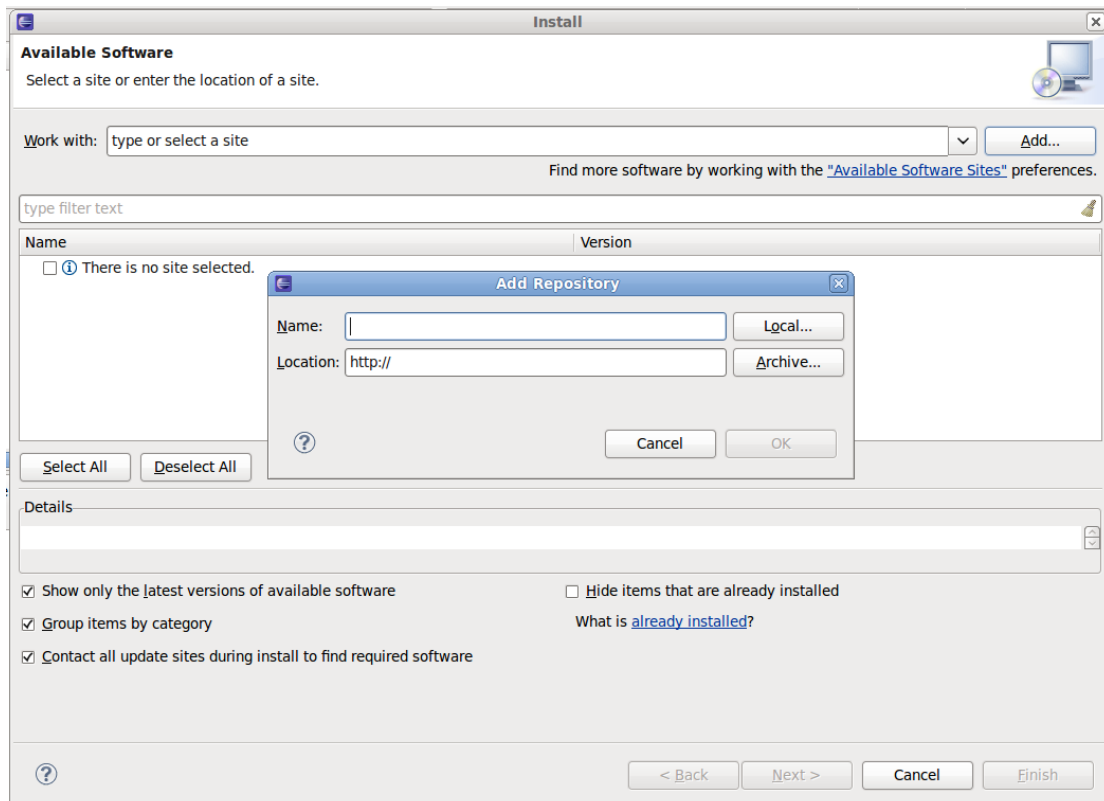 Install
Available Software
Select a site or enter the location of a site.
Work with: type or select a site Add...
Find more software by working with the "Available Software Sites" preferences.
type filter text
Name Version
There is no site selected.
Add Repository
Name: Local...
Location: http:// Archive...
Cancel OK
Select All Deselect All
Details
Show only the latest versions of available software Hide items that are already installed
Group items by category What is already installed?
Contact all update sites during install to find required software
< Back Next > Cancel Finish